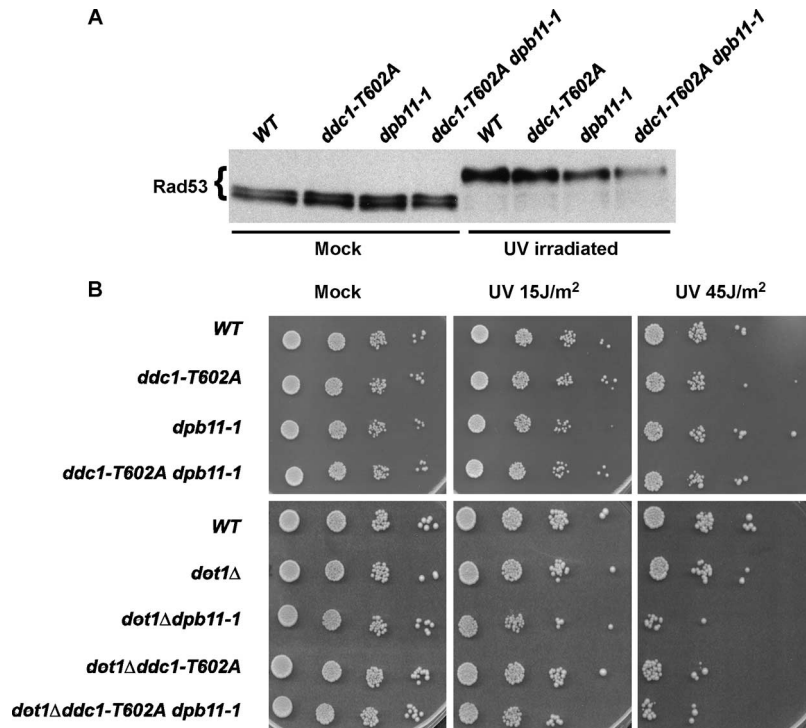 A
WT
ddc1-T602A
dpb11-1
ddc1-T602A dpb11-1
WT
ddc1-T602A
dpb11-1
ddc1-T602A dpb11-1
Rad53 {
Mock
UV irradiated
B
Mock
UV 15J/m²
UV 45J/m²
WT
ddc1-T602A
dpb11-1
ddc1-T602A dpb11-1
WT
dot1Δ
dot1Δdpb11-1
dot1Δddc1-T602A
dot1Δddc1-T602A dpb11-1